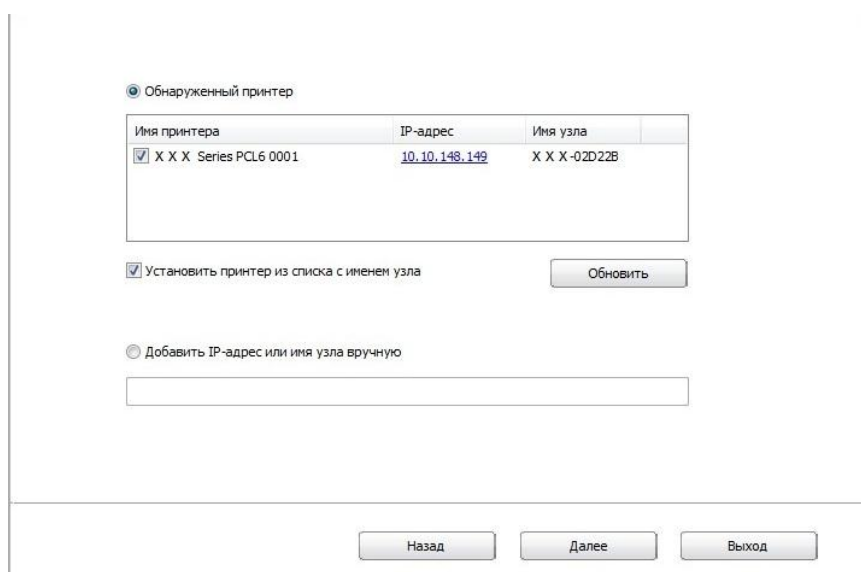 Обнаруженный принтер
Имя принтера IP-адрес Имя узла
X X X Series PCL6 0001 10.10.148.149 X X X-02D22B
Установить принтер из списка с именем узла Обновить
Добавить IP-адрес или имя узла вручную
Назад Далее Выход